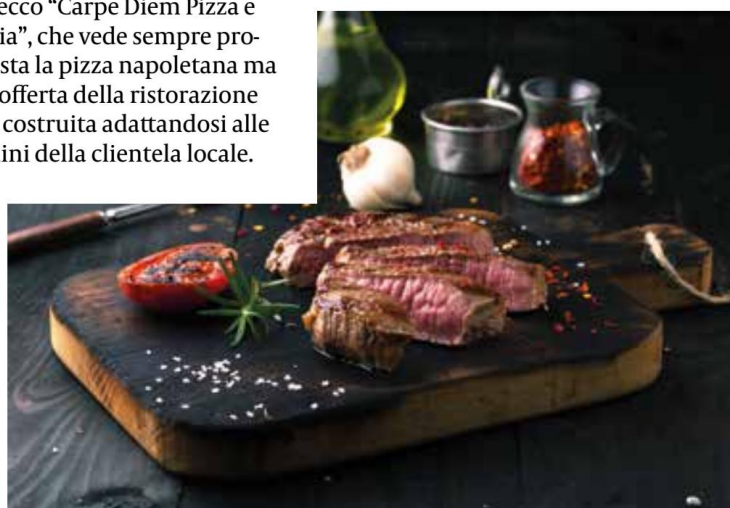 ecco “Carpe Diem Pizza e
ia”, che vede sempre pro-
sta la pizza napoletana ma
offerta della ristorazione
costruita adattandosi alle
ini della clientela locale.